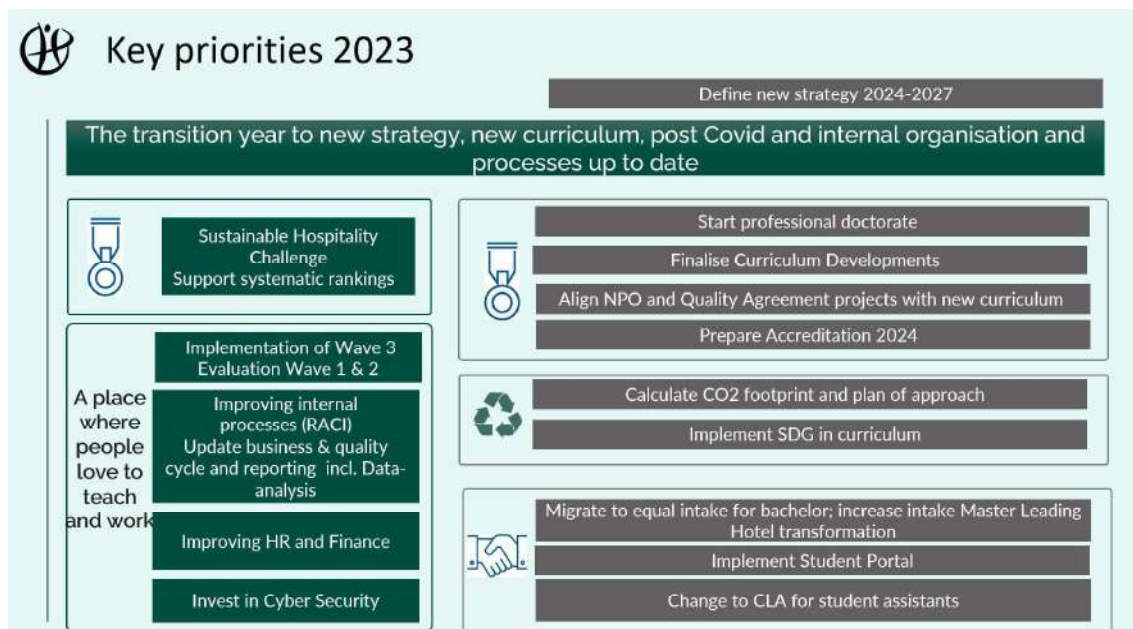 Key priorities 2023
Define new strategy 2024-2027
The transition year to new strategy, new curriculum, post Covid and internal organisation and
processes up to date
Sustainable Hospitality
Challenge
Support systematic rankings
A place
where
people
love to
teach
and work
Implementation of Wave 3
Evaluation Wave 1 & 2
Improving internal
processes (RACI)
Update business & quality
cycle and reporting incl. Data-
analysis
Improving HR and Finance
Invest in Cyber Security
Start professional doctorate
Finalise Curriculum Developments
Align NPO and Quality Agreement projects with new curriculum
Prepare Accreditation 2024
Calculate CO2 footprint and plan of approach
Implement SDG in curriculum
Migrate to equal intake for bachelor; increase intake Master Leading
Hotel transformation
Implement Student Portal
Change to CLA for student assistants